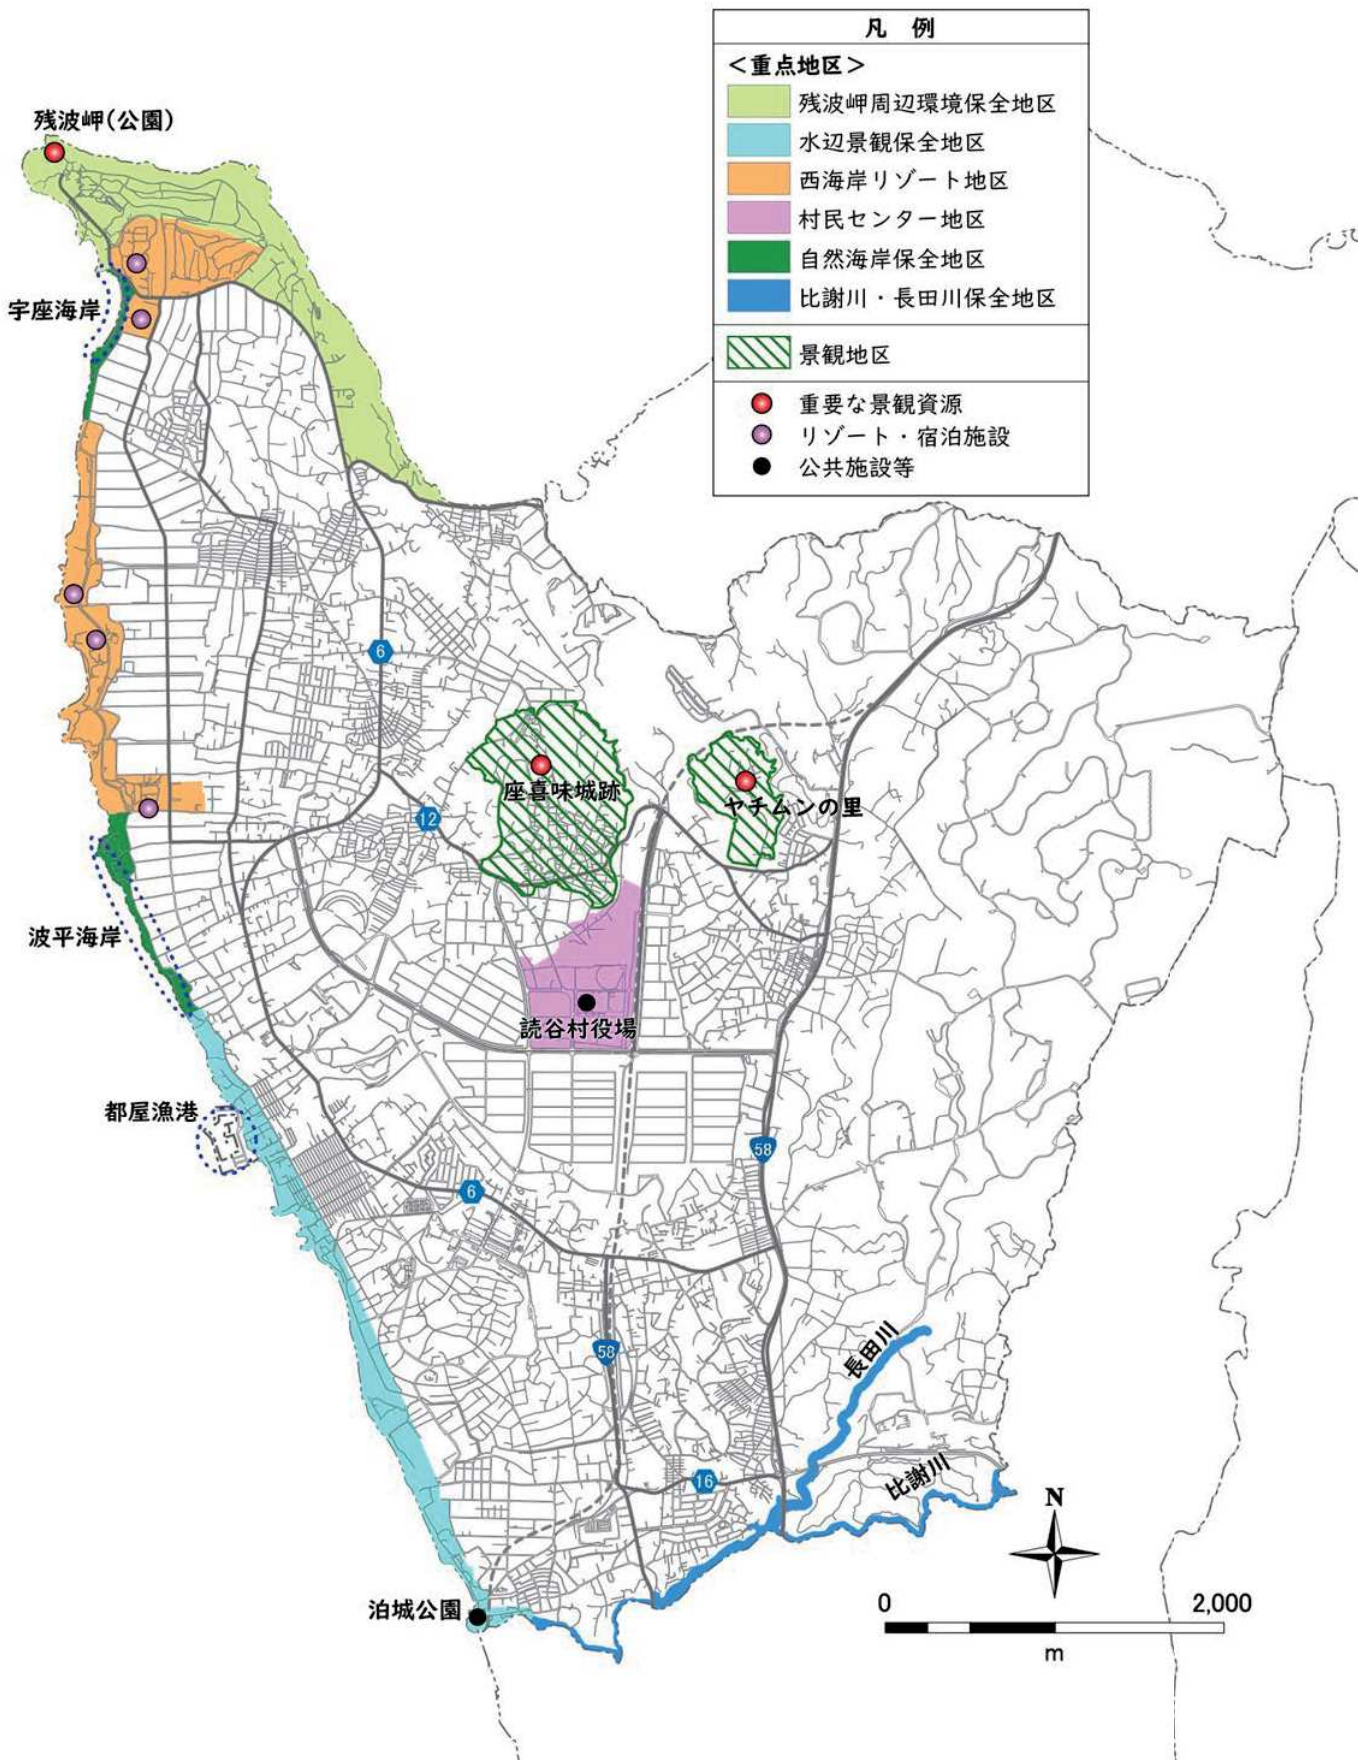 凡例
＜重点地区＞
残波岬周辺環境保全地区
水辺景観保全地区
西海岸リゾート地区
村民センター地区
自然海岸保全地区
比謝川・長田川保全地区
景観地区
重要な景観資源
リゾート・宿泊施設
公共施設等
残波岬(公園)
宇座海岸
6
座喜味城跡
ヤチムンの里
12
波平海岸
読谷村役場
都屋漁港
58
6
長田川
58
比謝川
16
N
泊城公園
0 2,000
m